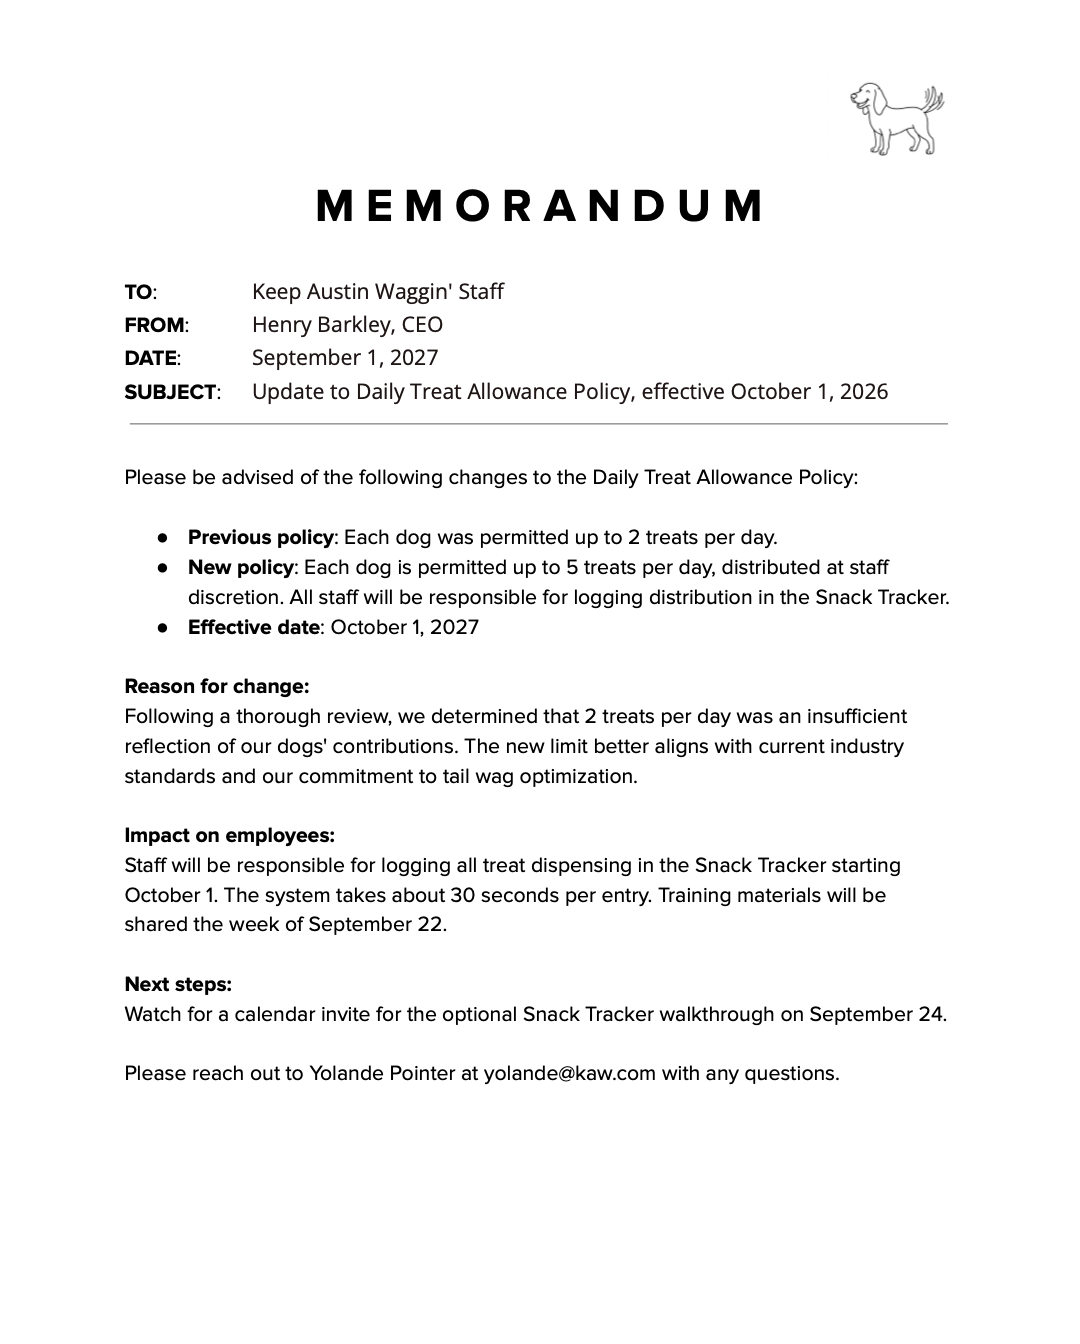 MEMORANDUM
TO: Keep Austin Waggin' Staff
FROM: Henry Barkley, CEO
DATE: September 1, 2027
SUBJECT: Update to Daily Treat Allowance Policy, effective October 1, 2026
Please be advised of the following changes to the Daily Treat Allowance Policy:
● Previous policy: Each dog was permitted up to 2 treats per day.
● New policy: Each dog is permitted up to 5 treats per day, distributed at staff
discretion. All staff will be responsible for logging distribution in the Snack Tracker.
● Effective date: October 1, 2027
Reason for change:
Following a thorough review, we determined that 2 treats per day was an insufficient
reflection of our dogs' contributions. The new limit better aligns with current industry
standards and our commitment to tail wag optimization.
Impact on employees:
Staff will be responsible for logging all treat dispensing in the Snack Tracker starting
October 1. The system takes about 30 seconds per entry. Training materials will be
shared the week of September 22.
Next steps:
Watch for a calendar invite for the optional Snack Tracker walkthrough on September 24.
Please reach out to Yolande Pointer at yolande@kaw.com with any questions.